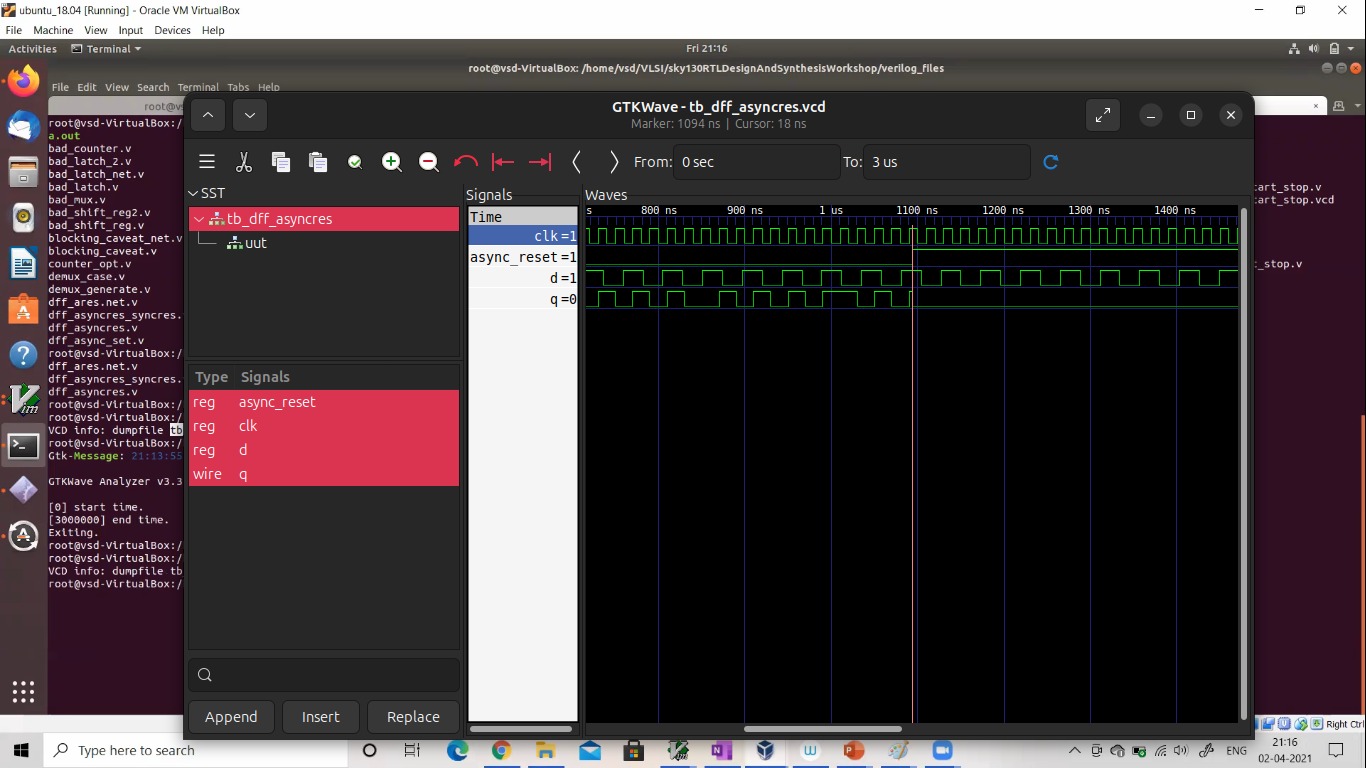 ubuntu_18.04 [Running] - Oracle VM VirtualBox
File Machine View Input Devices Help
Activities Terminal Fri 21:16
root@vsd-VirtualBox: /home/vsd/VLSI/sky130RTLDesignAndSynthesisWorkshop/verilog_files
File Edit View Search Terminal Tabs Help
root@vs
root@vsd-VirtualBox:/
a.out
bad_counter.v
bad_latch_2.v
bad_latch_net.v
bad_latch.v
bad_mux.v
bad_shift_reg2.v
bad_shift_reg.v
blocking_caveat_net.v
blocking_caveat.v
counter_opt.v
demux_case.v
demux_generate.v
dff_ares.net.v
dff_asyncres_syncres.
dff_asyncres.v
dff_async_set.v
root@vsd-VirtualBox:/
dff_ares.net.v
dff_asyncres_syncres.
dff_asyncres.v
root@vsd-VirtualBox:/
root@vsd-VirtualBox:/
VCD info: dumpfile tb
root@vsd-VirtualBox:/
Gtk-Message: 21:13:55
GTKWave Analyzer v3.3
[0] start time.
[3000000] end time.
Exiting.
root@vsd-VirtualBox:/
root@vsd-VirtualBox:/
VCD info: dumpfile tb
root@vsd-VirtualBox:/
art_stop.v
art_stop.vcd
_stop.v
GTKWave - tb_dff_asyncres.vcd
Marker: 1094 ns | Cursor: 18 ns
From: 0 sec To: 3 us
SST
tb_dff_asyncres
uut
Type Signals
reg async_reset
reg clk
reg d
wire q
Append Insert Replace
Signals
Time
clk=1
async_reset=1
d=1
q=0
Waves
s 800 ns 900 ns 1 us 1100 ns 1200 ns 1300 ns 1400 ns
Right Ctrl
Type here to search
ENG
21:16
02-04-2021